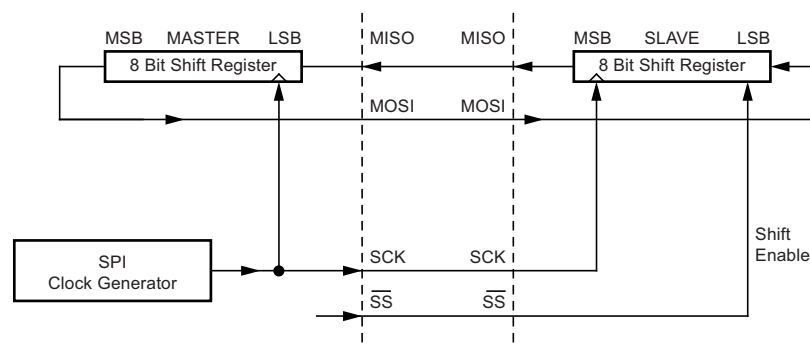 MSB MASTER LSB MISO MISO MSB SLAVE LSB
8 Bit Shift Register 8 Bit Shift Register
MOSI MOSI
SPI
Clock Generator
SCK SCK
Shift
Enable
SS SS